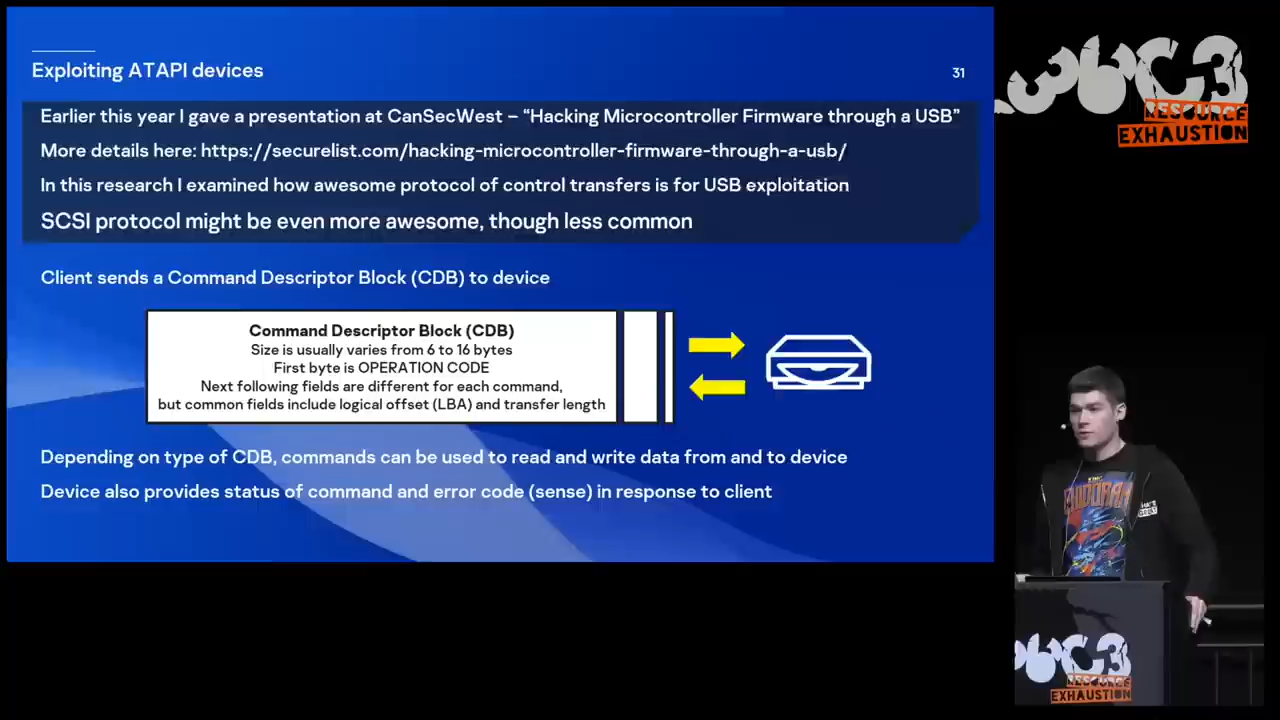 Exploiting ATAPI devices
31
Earlier this year I gave a presentation at CanSecWest – “Hacking Microcontroller Firmware through a USB”
More details here: https://securelist.com/hacking-microcontroller-firmware-through-a-usb/
In this research I examined how awesome protocol of control transfers is for USB exploitation
SCSI protocol might be even more awesome, though less common
Client sends a Command Descriptor Block (CDB) to device
Command Descriptor Block (CDB)
Size is usually varies from 6 to 16 bytes
First byte is OPERATION CODE
Next following fields are different for each command,
but common fields include logical offset (LBA) and transfer length
Depending on type of CDB, commands can be used to read and write data from and to device
Device also provides status of command and error code (sense) in response to client
36C3
RESOURCE
EXHAUSTION
36C3
RESOURCE
EXHAUSTION